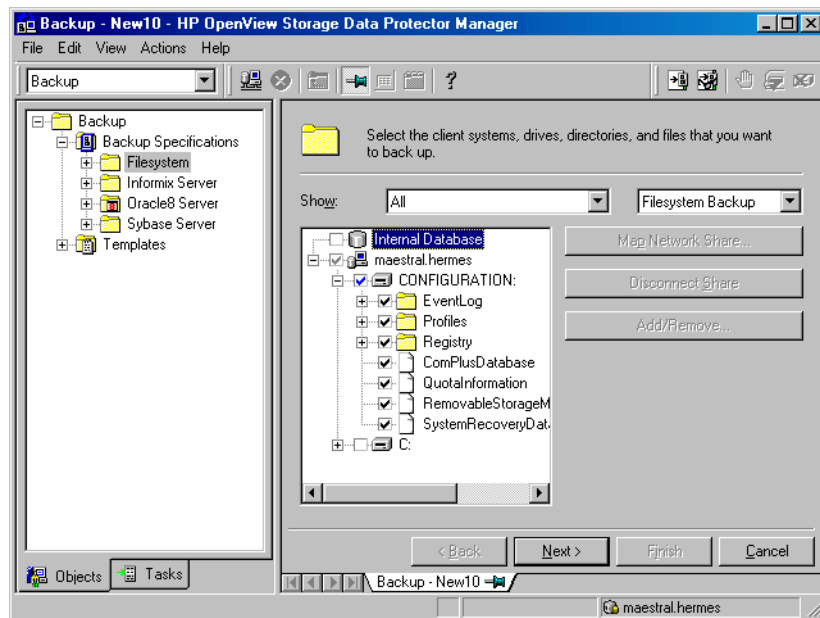 Backup - New10 - HP OpenView Storage Data Protector Manager
File Edit View Actions Help
Backup
Backup
Backup Specifications
Filesystem
Informix Server
Oracle8 Server
Sybase Server
Templates
Objects
Tasks
Select the client systems, drives, directories, and files that you want
to back up.
Show:
All
Filesystem Backup
Internal Database
maestral.hermes
CONFIGURATION:
EventLog
Profiles
Registry
ComPlusDatabase
QuotaInformation
RemovableStorageM
SystemRecoveryDat
C:
Map Network Share...
Disconnect Share
Add/Remove...
< Back
Next >
Finish
Cancel
Backup - New10
maestral.hermes